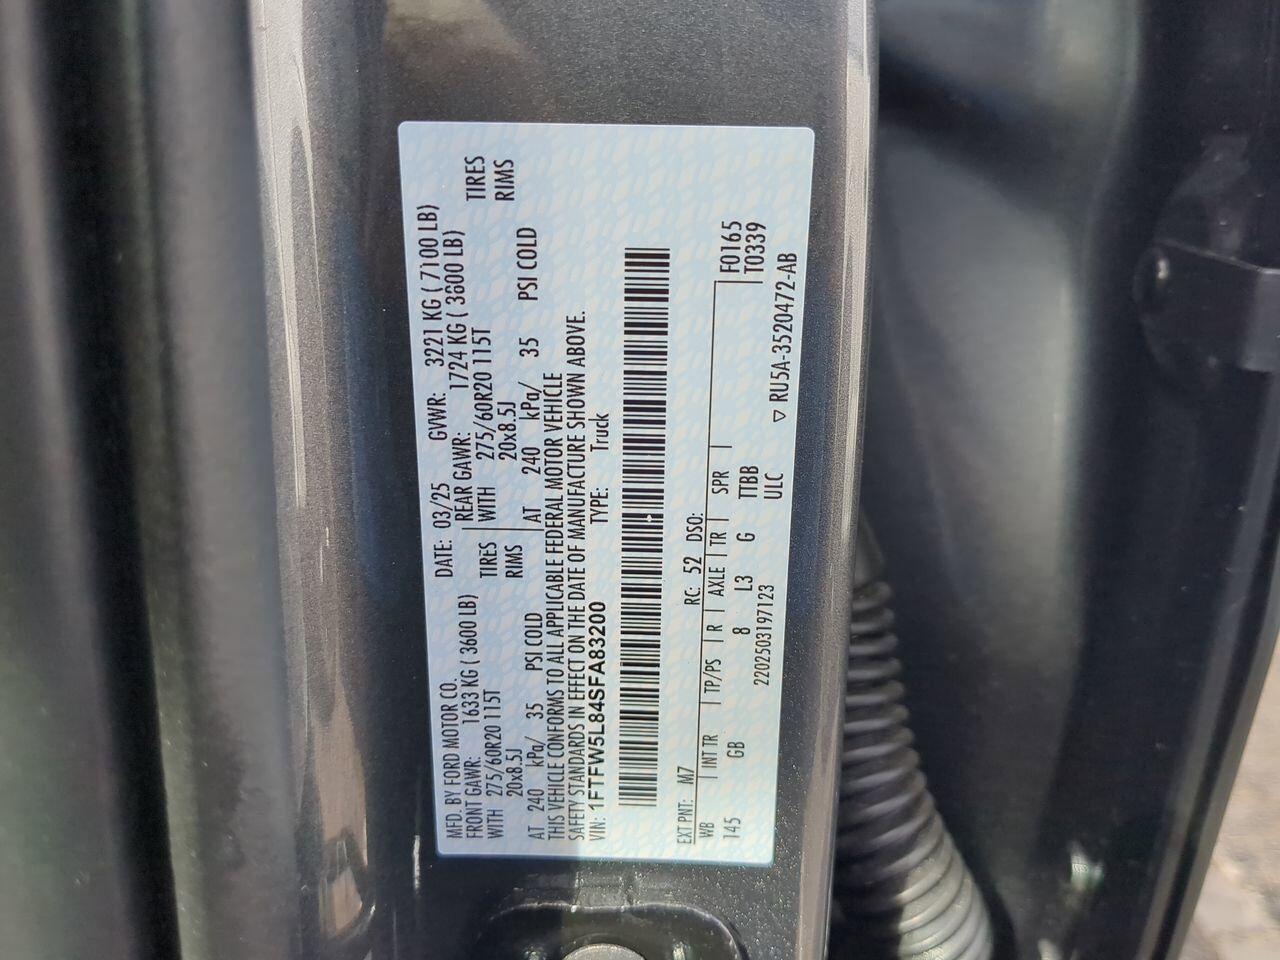 MFD. BY FORD MOTOR CO. DATE: 03/25 GVWR: 3221 KG ( 7100 LB)
FRONT GAWR: 1633 KG ( 3600 LB) REAR GAWR: 1724 KG ( 3800 LB)
WITH 275/60R20 115T TIRES WITH 275/60R20 115T TIRES
20x8.5J RIMS 20x8.5J RIMS
AT 240 kPa/ 35 PSI COLD AT 240 kPa/ 35 PSI COLD
THIS VEHICLE CONFORMS TO ALL APPLICABLE FEDERAL MOTOR VEHICLE
SAFETY STANDARDS IN EFFECT ON THE DATE OF MANUFACTURE SHOWN ABOVE.
VIN: 1FTFW5L84SFA83200 TYPE: Truck
EXT PNT: M7 RC: 52 DSO:
WB INT TR TP/PS R AXLE TR SPR F0165
145 GB 8 L3 G TTBB T0339
2202503197123 ULC
▽ RU5A-3520472-AB